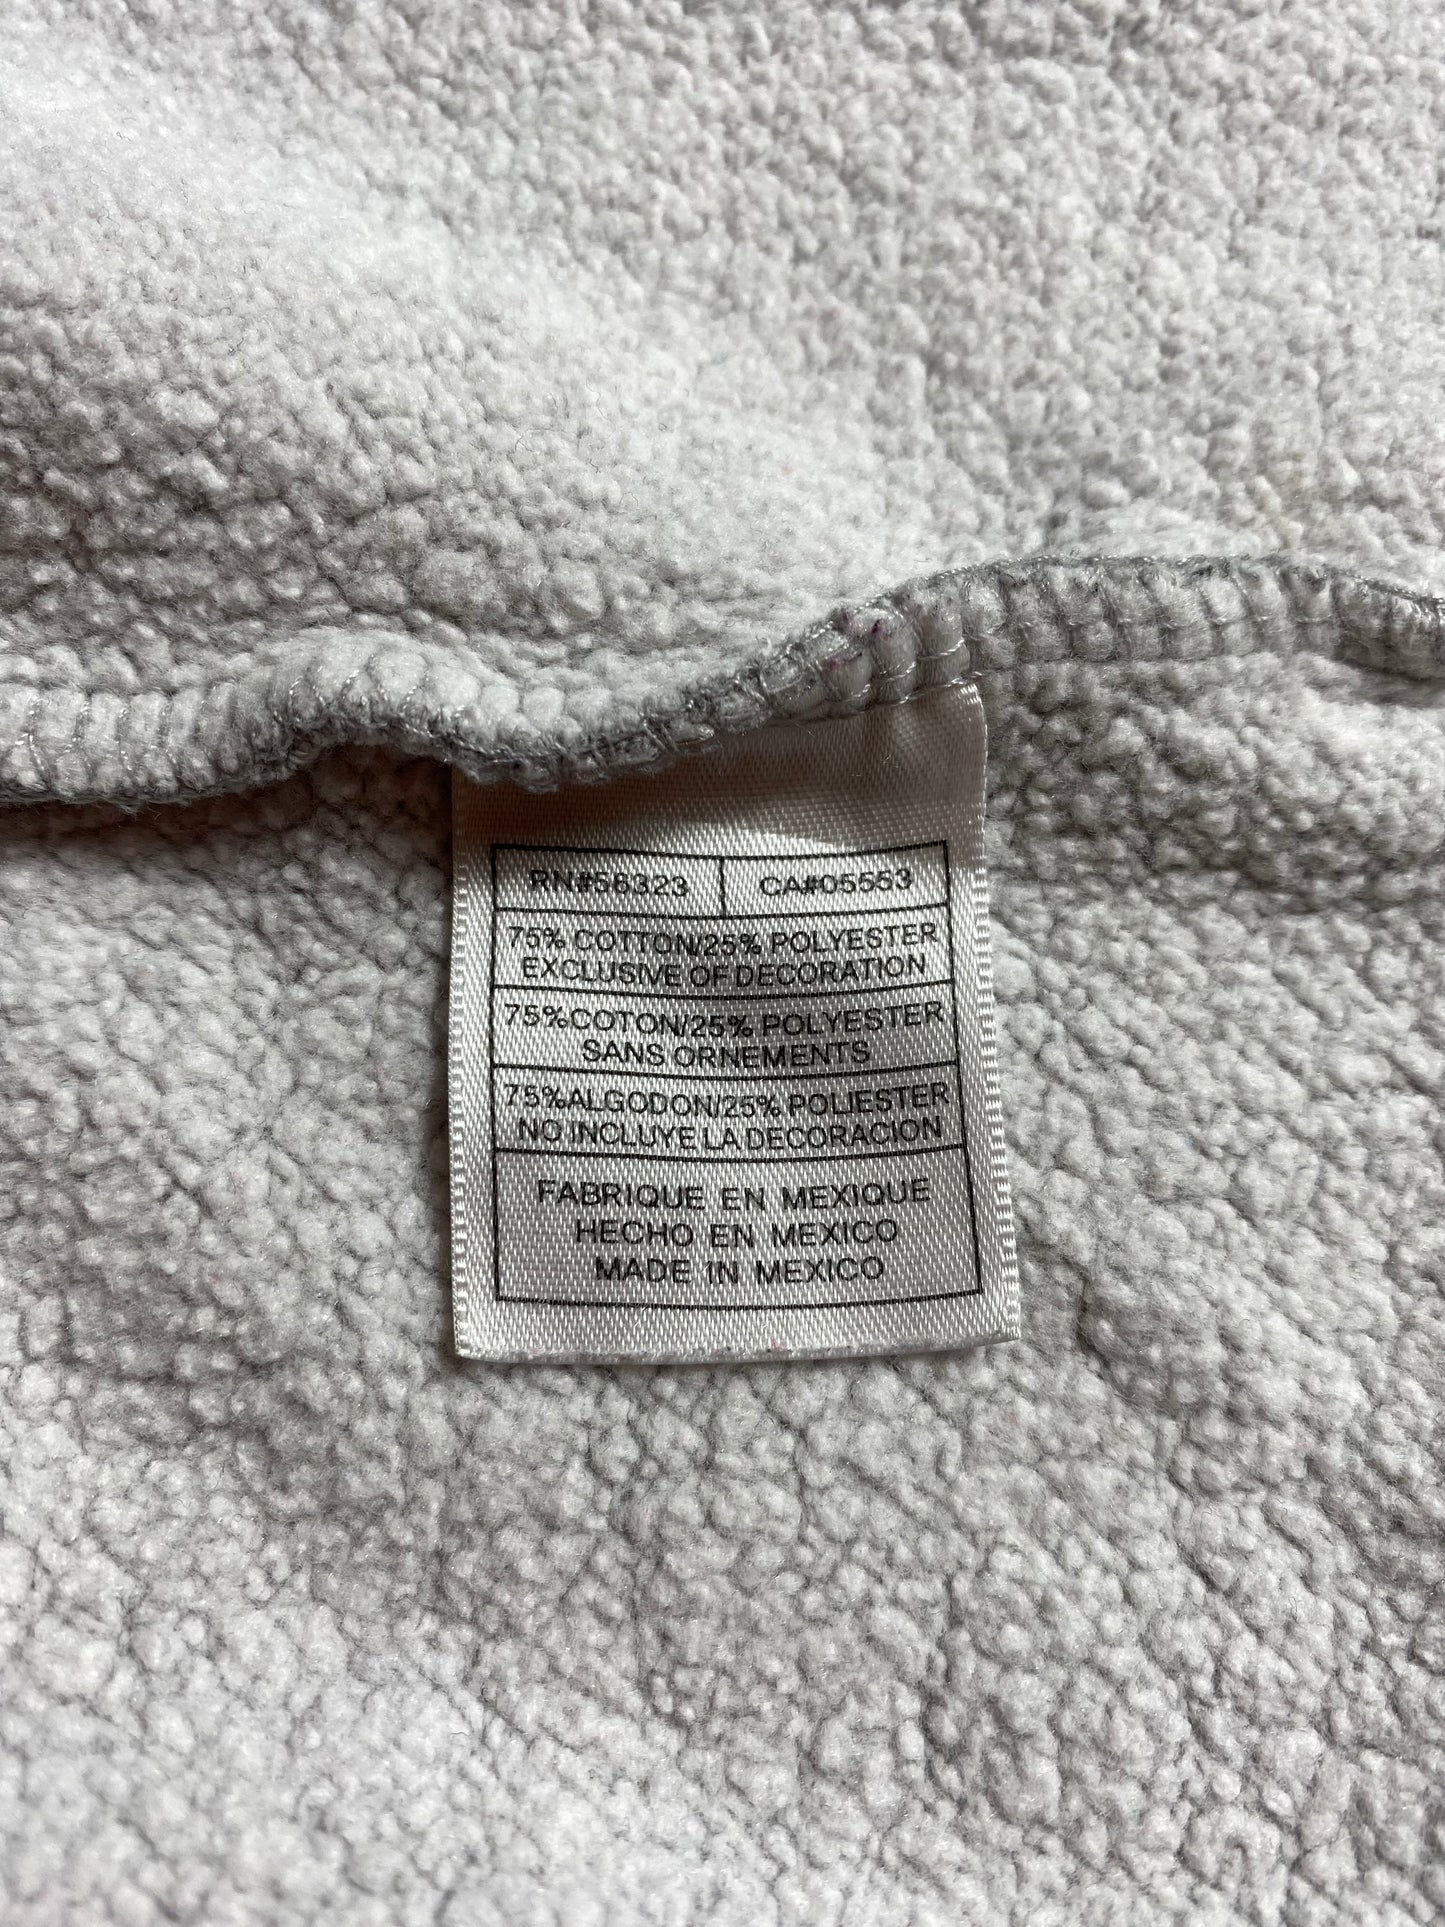 RN#56323 CA#05553
75% COTTON/25% POLYESTER
EXCLUSIVE OF DECORATION
75%COTON/25% POLYESTER
SANS ORNEMENTS
75%ALGODON/25% POLIESTER
NO INCLUYE LA DECORACION
FABRIQUE EN MEXIQUE
HECHO EN MEXICO
MADE IN MEXICO